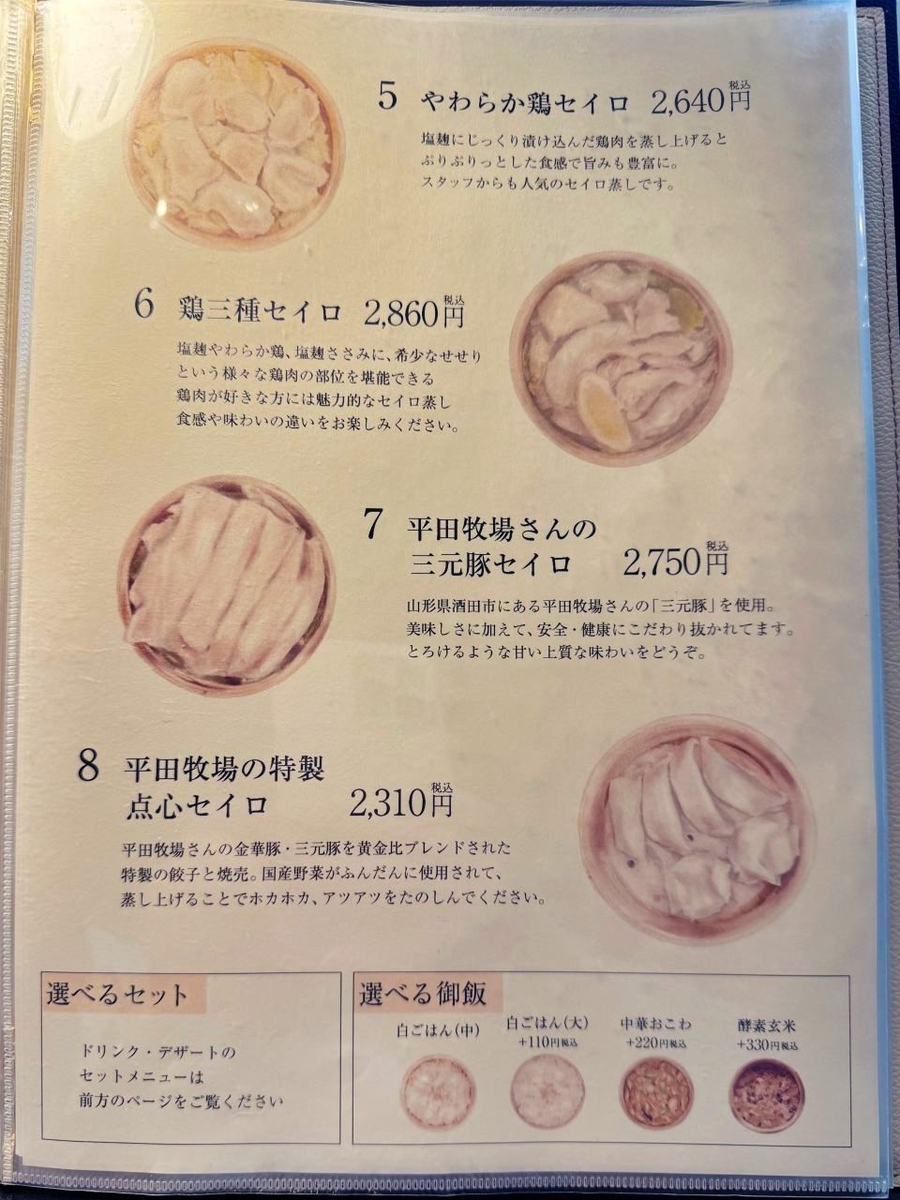 5 やわらか鶏セイロ 2,640円税込
塩麹にじっくり漬け込んだ鶏肉を蒸し上げると
ぷりぷりっとした食感で旨みも豊富に。
スタッフからも人気のセイロ蒸しです。
6 鶏三種セイロ 2,860円税込
塩麹やわらか鶏、塩麹ささみに、希少なせせり
という様々な鶏肉の部位を堪能できる
鶏肉が好きな方には魅力的なセイロ蒸し
食感や味わいの違いをお楽しみください。
7 平田牧場さんの
三元豚セイロ 2,750円税込
山形県酒田市にある平田牧場さんの「三元豚」を使用。
美味しさに加えて、安全・健康にこだわり抜かれてます。
とろけるような甘い上質な味わいをどうぞ。
8 平田牧場の特製
点心セイロ 2,310円税込
平田牧場さんの金華豚・三元豚を黄金比ブレンドされた
特製の餃子と焼売。国産野菜がふんだんに使用されて、
蒸し上げることでホカホカ、アツアツをたのしんでください。
選べるセット
ドリンク・デザートの
セットメニューは
前方のページをご覧ください
選べる御飯
白ごはん(中) 白ごはん(大) 中華おこわ 酵素玄米
+110円税込 +220円税込 +330円税込